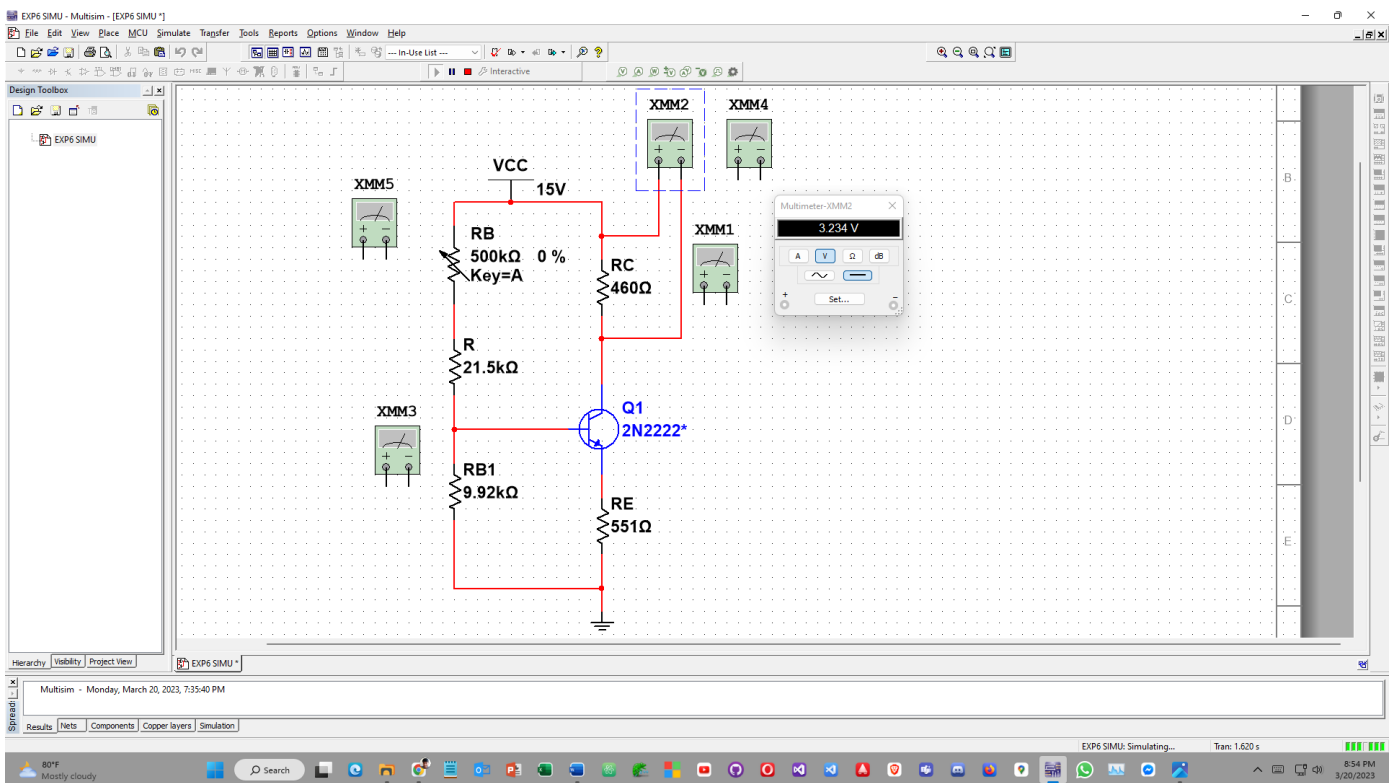 EXP6 SIMU - Multisim - [EXP6 SIMU *]
File Edit View Place MCU Simulate Transfer Tools Reports Options Window Help
--- In-Use List ---
Interactive
Design Toolbox
EXP6 SIMU
XMM2 XMM4
VCC
15V
XMM5
XMM1
RB
500kΩ 0 %
Key=A
RC
460Ω
Multimeter-XMM2
3.234 V
A V Ω dB
+ Set... −
R
21.5kΩ
XMM3
Q1
2N2222*
RB1
9.92kΩ
RE
551Ω
B
C
D
E
Hierarchy Visibility Project View
EXP6 SIMU *
Multisim - Monday, March 20, 2023, 7:35:40 PM
Results Nets Components Copper layers Simulation
EXP6 SIMU: Simulating... Tran: 1.620 s
80°F
Mostly cloudy
Search
8:54 PM
3/20/2023